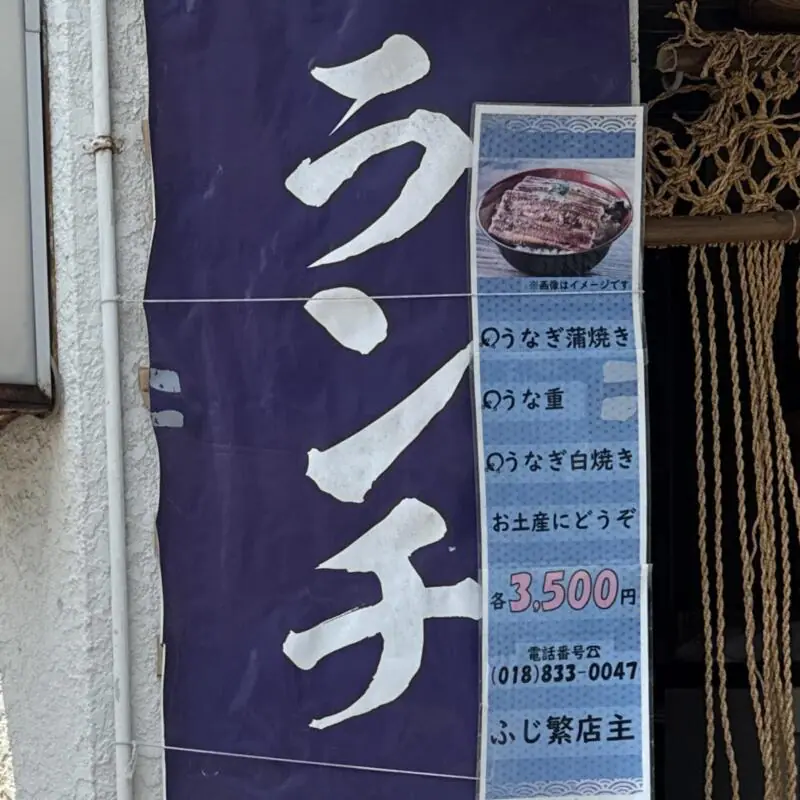 ランチ
※画像はイメージです
うなぎ蒲焼き
うな重
うなぎ白焼き
お土産にどうぞ
各3,500円
電話番号☎
(018)833-0047
ふじ繁店主